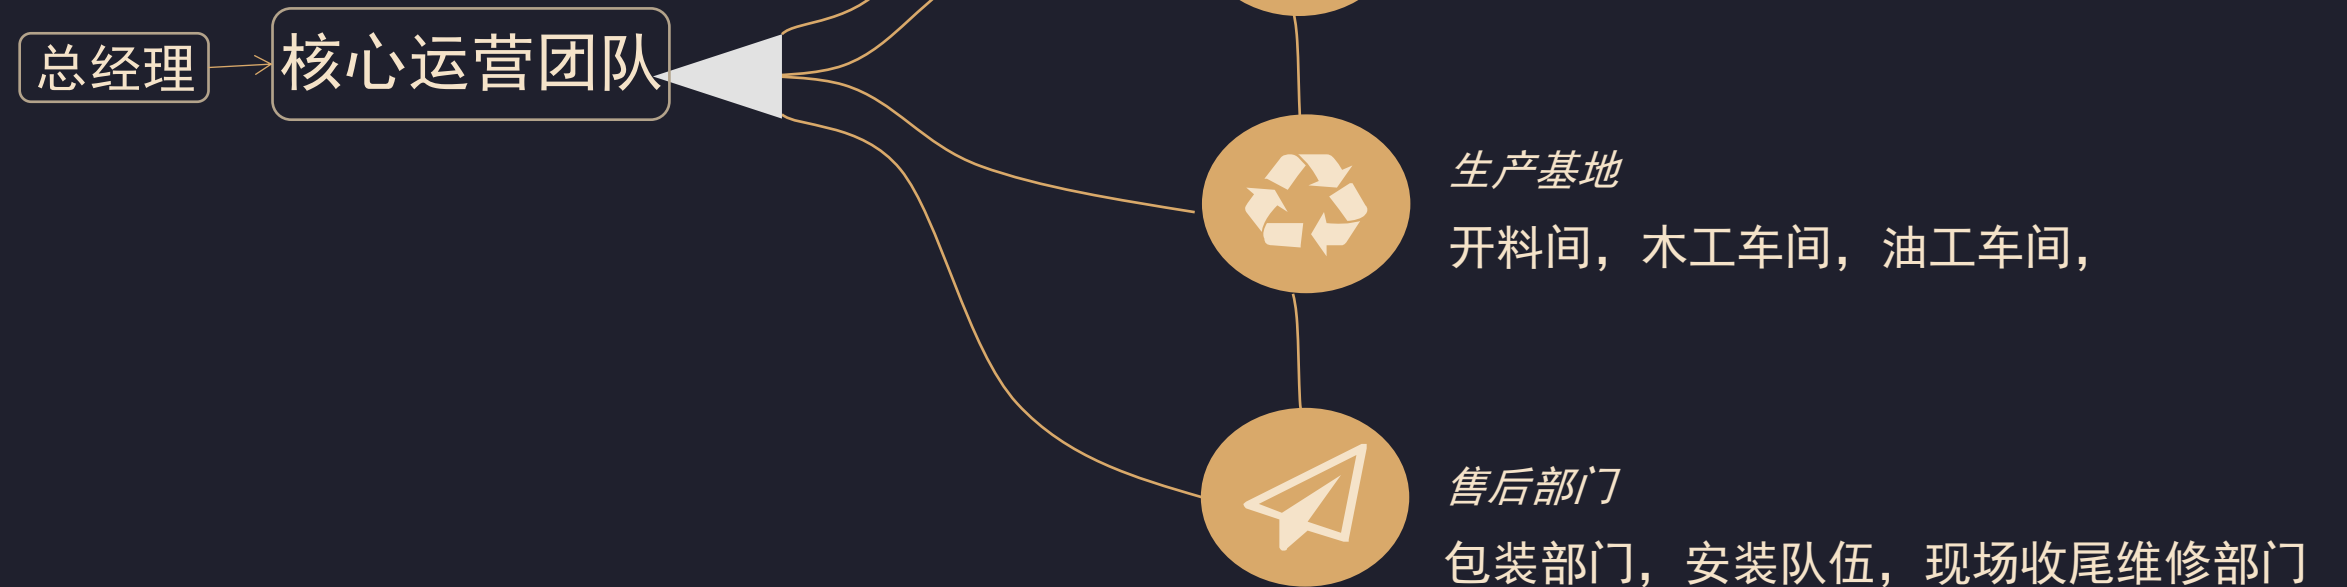 总经理
核心运营团队
生产基地
开料间，木工车间，油工车间，
售后部门
包装部门，安装队伍，现场收尾维修部门